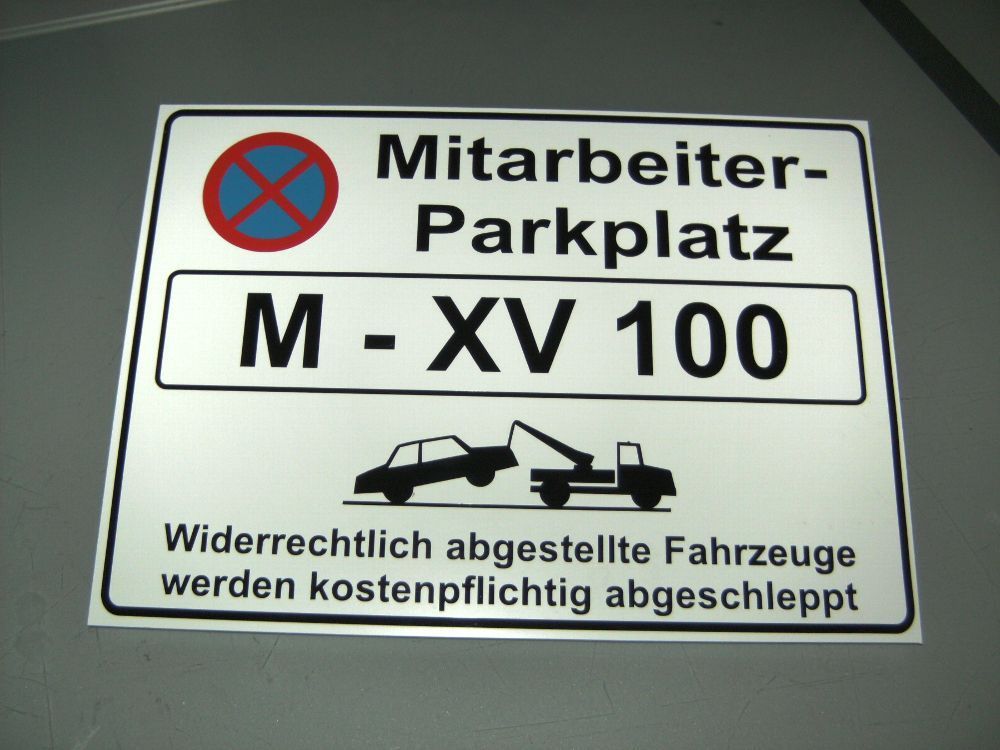 Mitarbeiter-
Parkplatz
M - XV 100
Widerrechtlich abgestellte Fahrzeuge
werden kostenpflichtig abgeschleppt